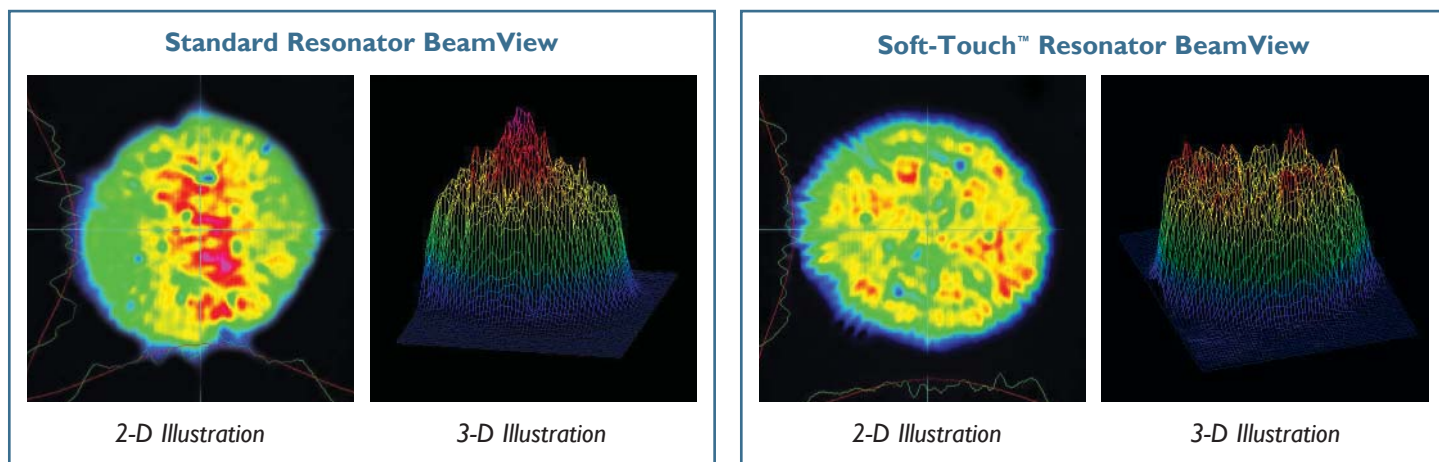 Standard Resonator BeamView
2-D Illustration
3-D Illustration
Soft-Touch™ Resonator BeamView
2-D Illustration
3-D Illustration